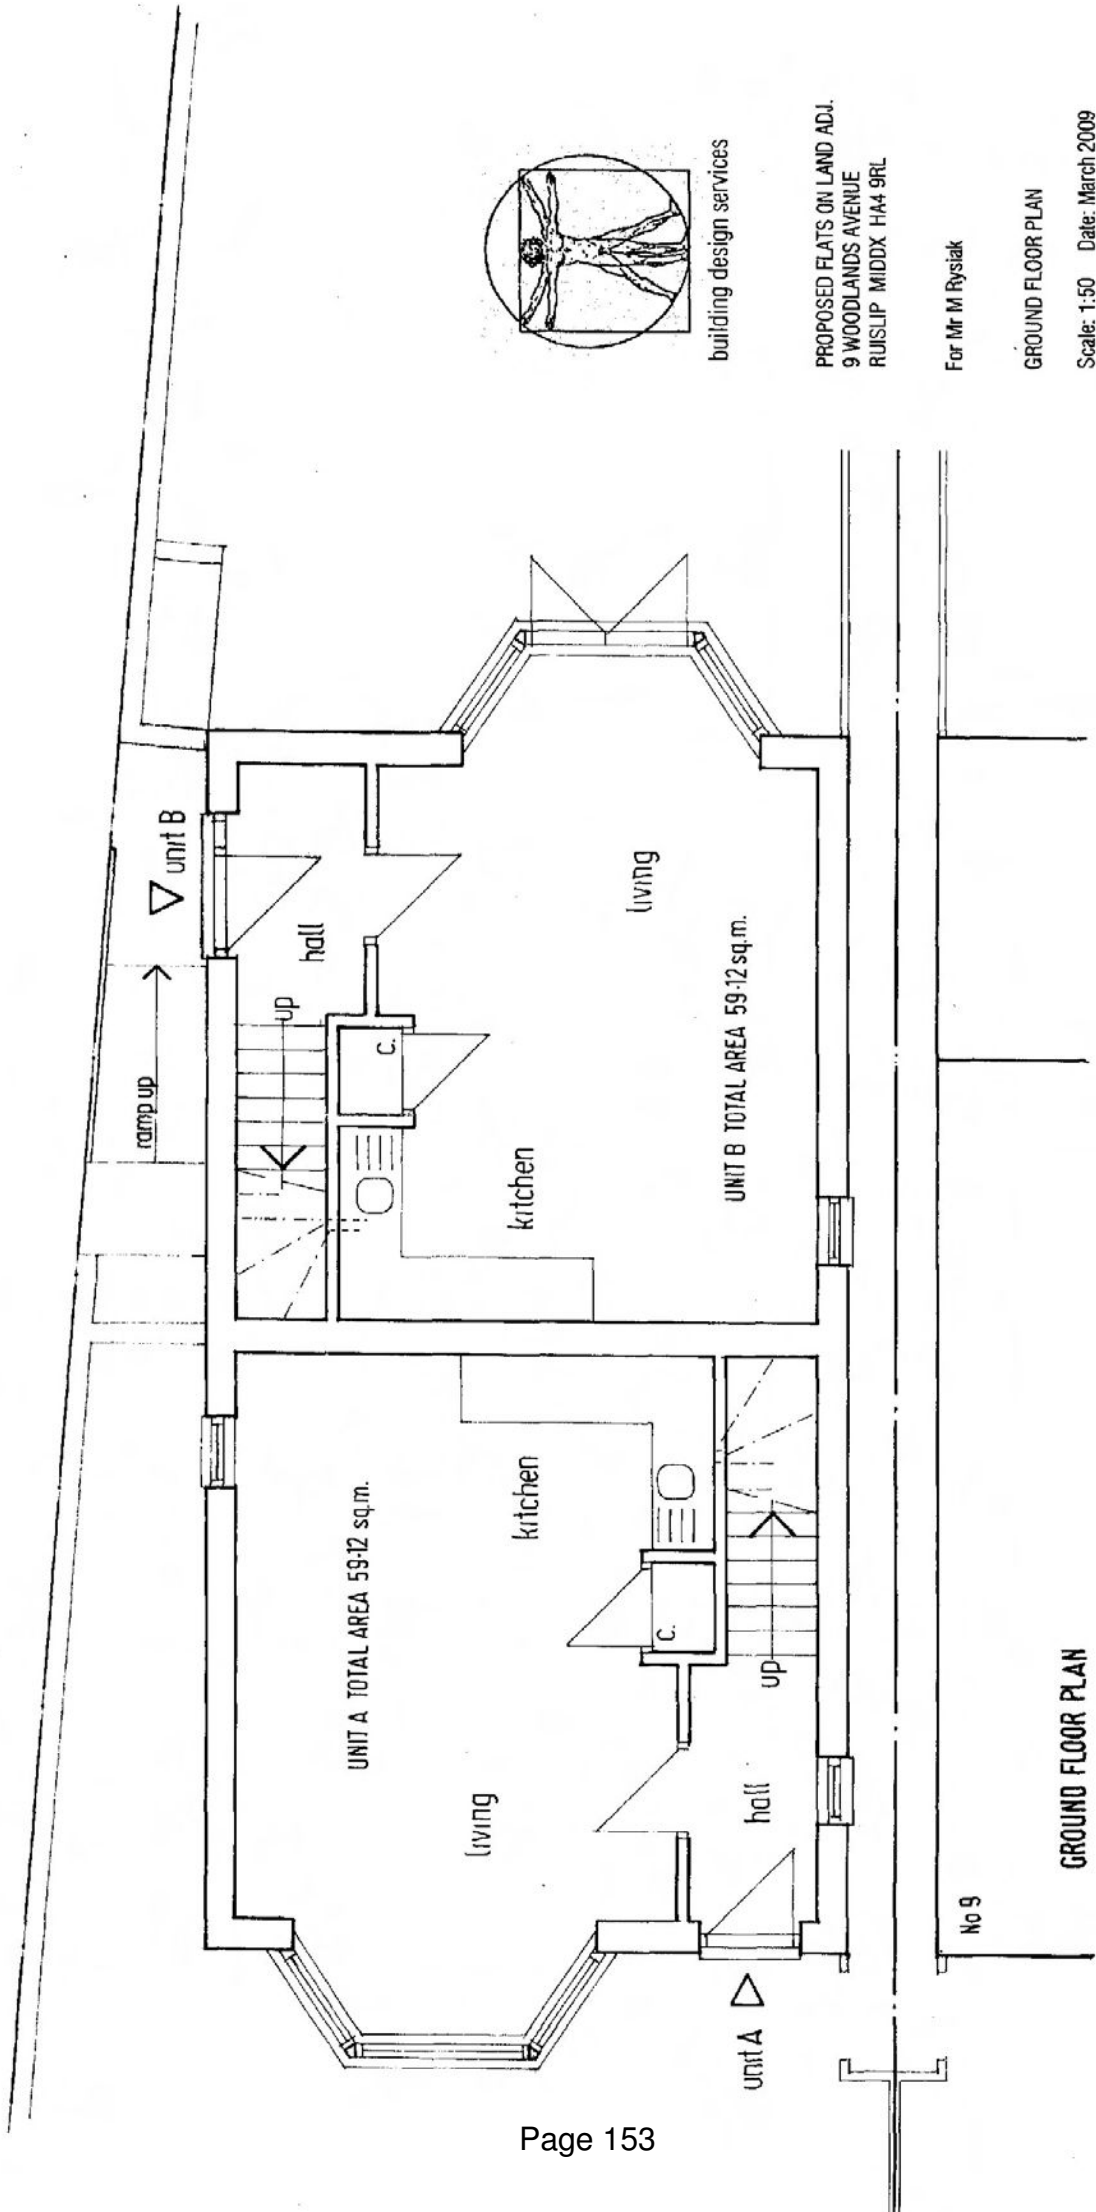 unit B
ramp up
hall
up
C.
living
kitchen
UNIT B TOTAL AREA 59·12 sq.m.
UNIT A TOTAL AREA 59·12 sq.m.
kitchen
living
C.
up
hall
unit A
No 9
GROUND FLOOR PLAN
building design services
PROPOSED FLATS ON LAND ADJ.
9 WOODLANDS AVENUE
RUISLIP MIDDX HA4 9RL
For Mr M Rysiak
GROUND FLOOR PLAN
Scale: 1:50 Date: March 2009
Page 153